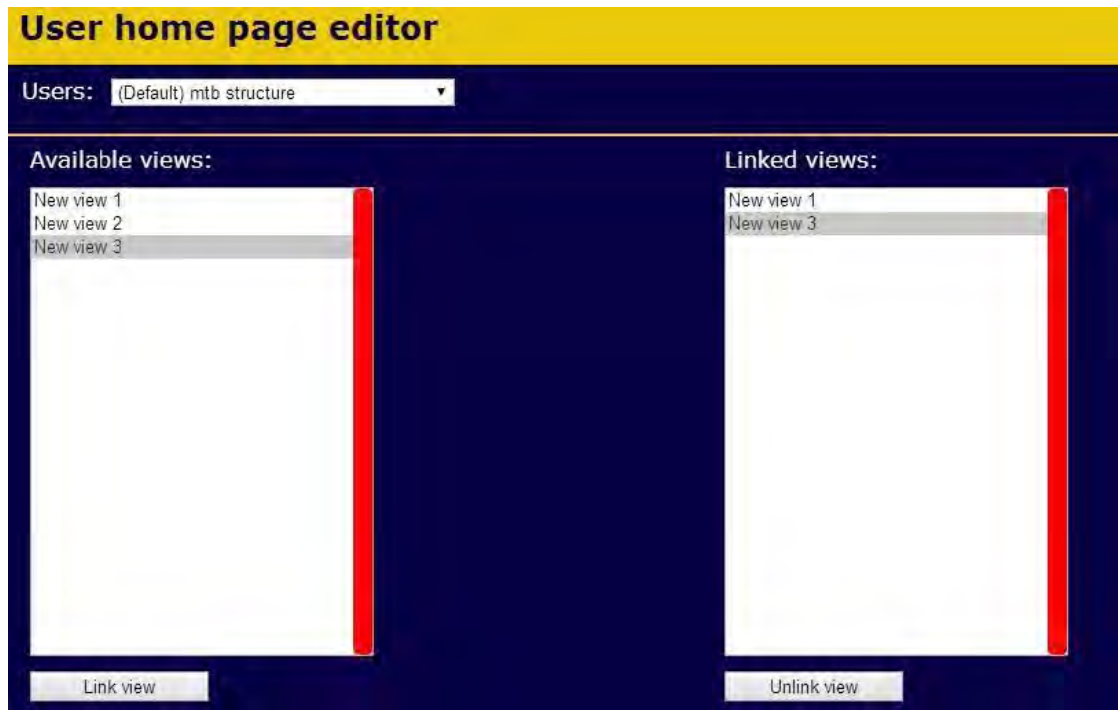 User home page editor
Users: (Default) mtb structure
Available views:
New view 1
New view 2
New view 3
Link view
Linked views:
New view 1
New view 3
Unlink view